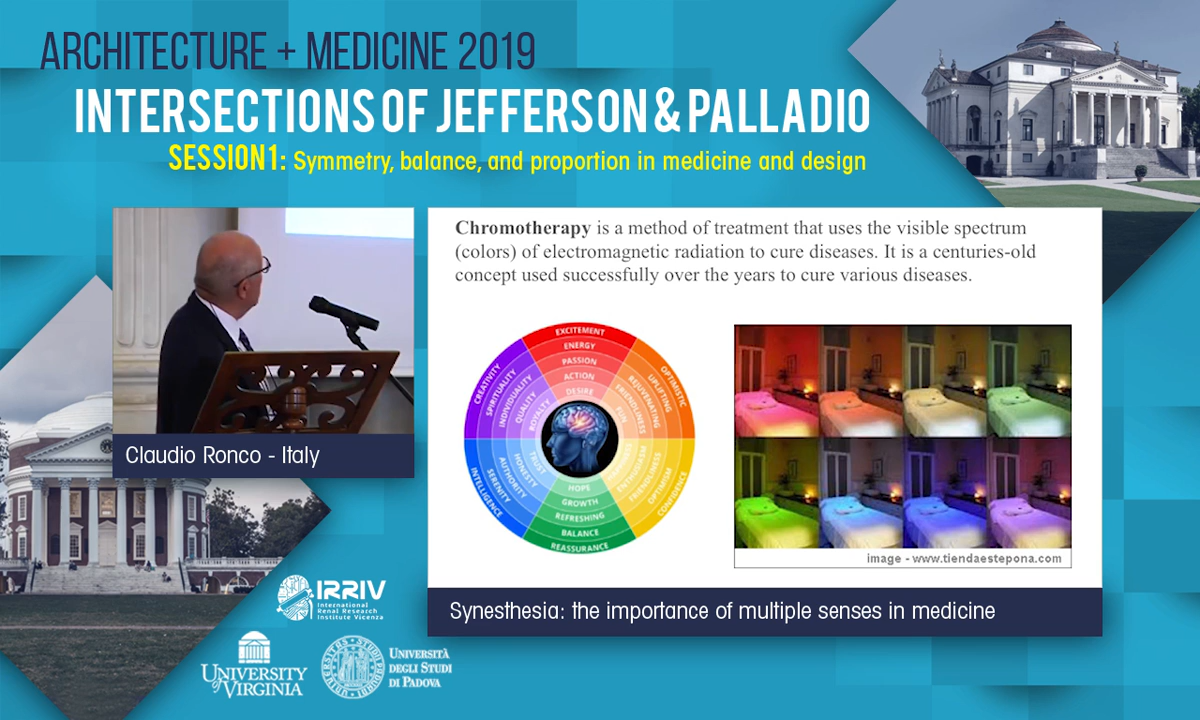 ARCHITECTURE + MEDICINE 2019
INTERSECTIONS OF JEFFERSON & PALLADIO
SESSION1: Symmetry, balance, and proportion in medicine and design
Claudio Ronco - Italy
Chromotherapy is a method of treatment that uses the visible spectrum
(colors) of electromagnetic radiation to cure diseases. It is a centuries-old
concept used successfully over the years to cure various diseases.
EXCITEMENT
ENERGY
PASSION
ACTION
DESIRE
OPTIMISTIC
UPLIFTING
REJUVENATING
FRIENDLINESS
FUN
CONFIDENCE
OPTIMISM
FRIENDLINESS
ENTHUSIASM
HOPE
GROWTH
REFRESHING
BALANCE
REASSURANCE
INTELLIGENCE
SERENITY
AUTHORITY
HONESTY
TRUST
CREATIVITY
SPIRITUALITY
INDIVIDUALITY
QUALITY
ROYALTY
image - www.tiendaestepona.com
Synesthesia: the importance of multiple senses in medicine
IRRIV
International
Renal Research
Institute Vicenza
UNIVERSITY
of VIRGINIA
UNIVERSITÀ
DEGLI STUDI
DI PADOVA